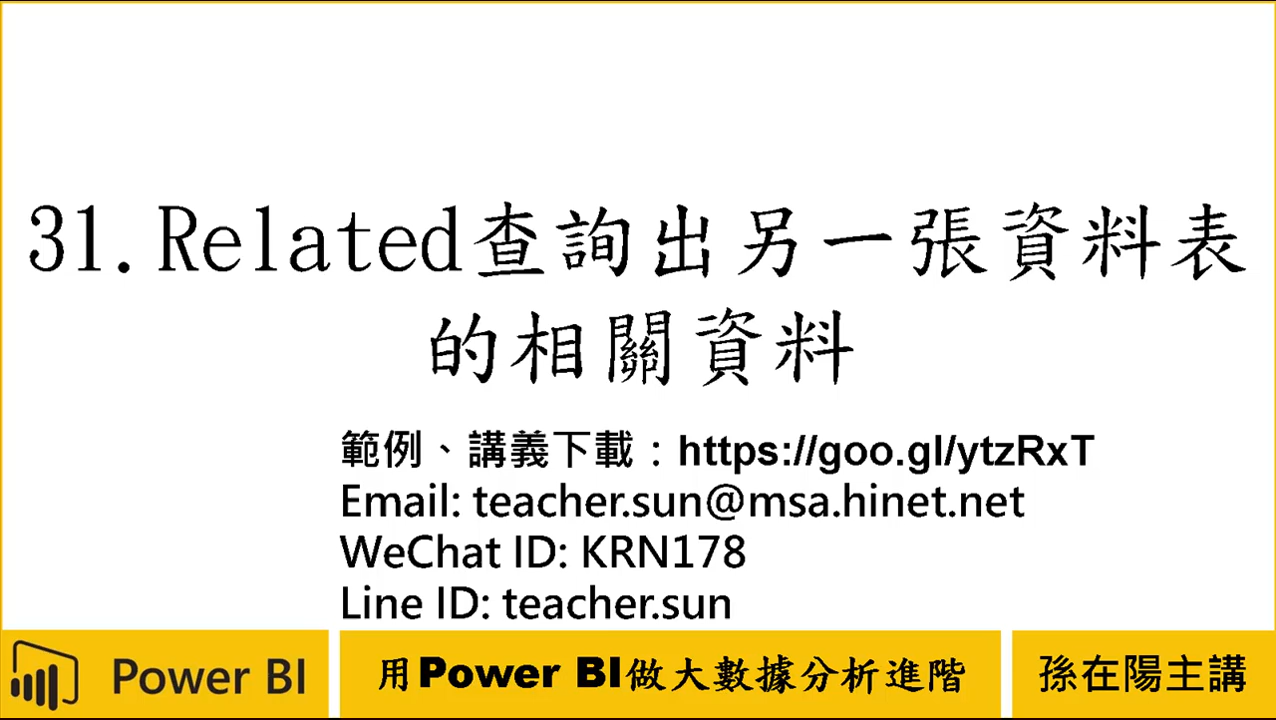 31.Related查詢出另一張資料表
的相關資料
範例、講義下載：https://goo.gl/ytzRxT
Email: teacher.sun@msa.hinet.net
WeChat ID: KRN178
Line ID: teacher.sun
Power BI
用Power BI做大數據分析進階
孫在陽主講